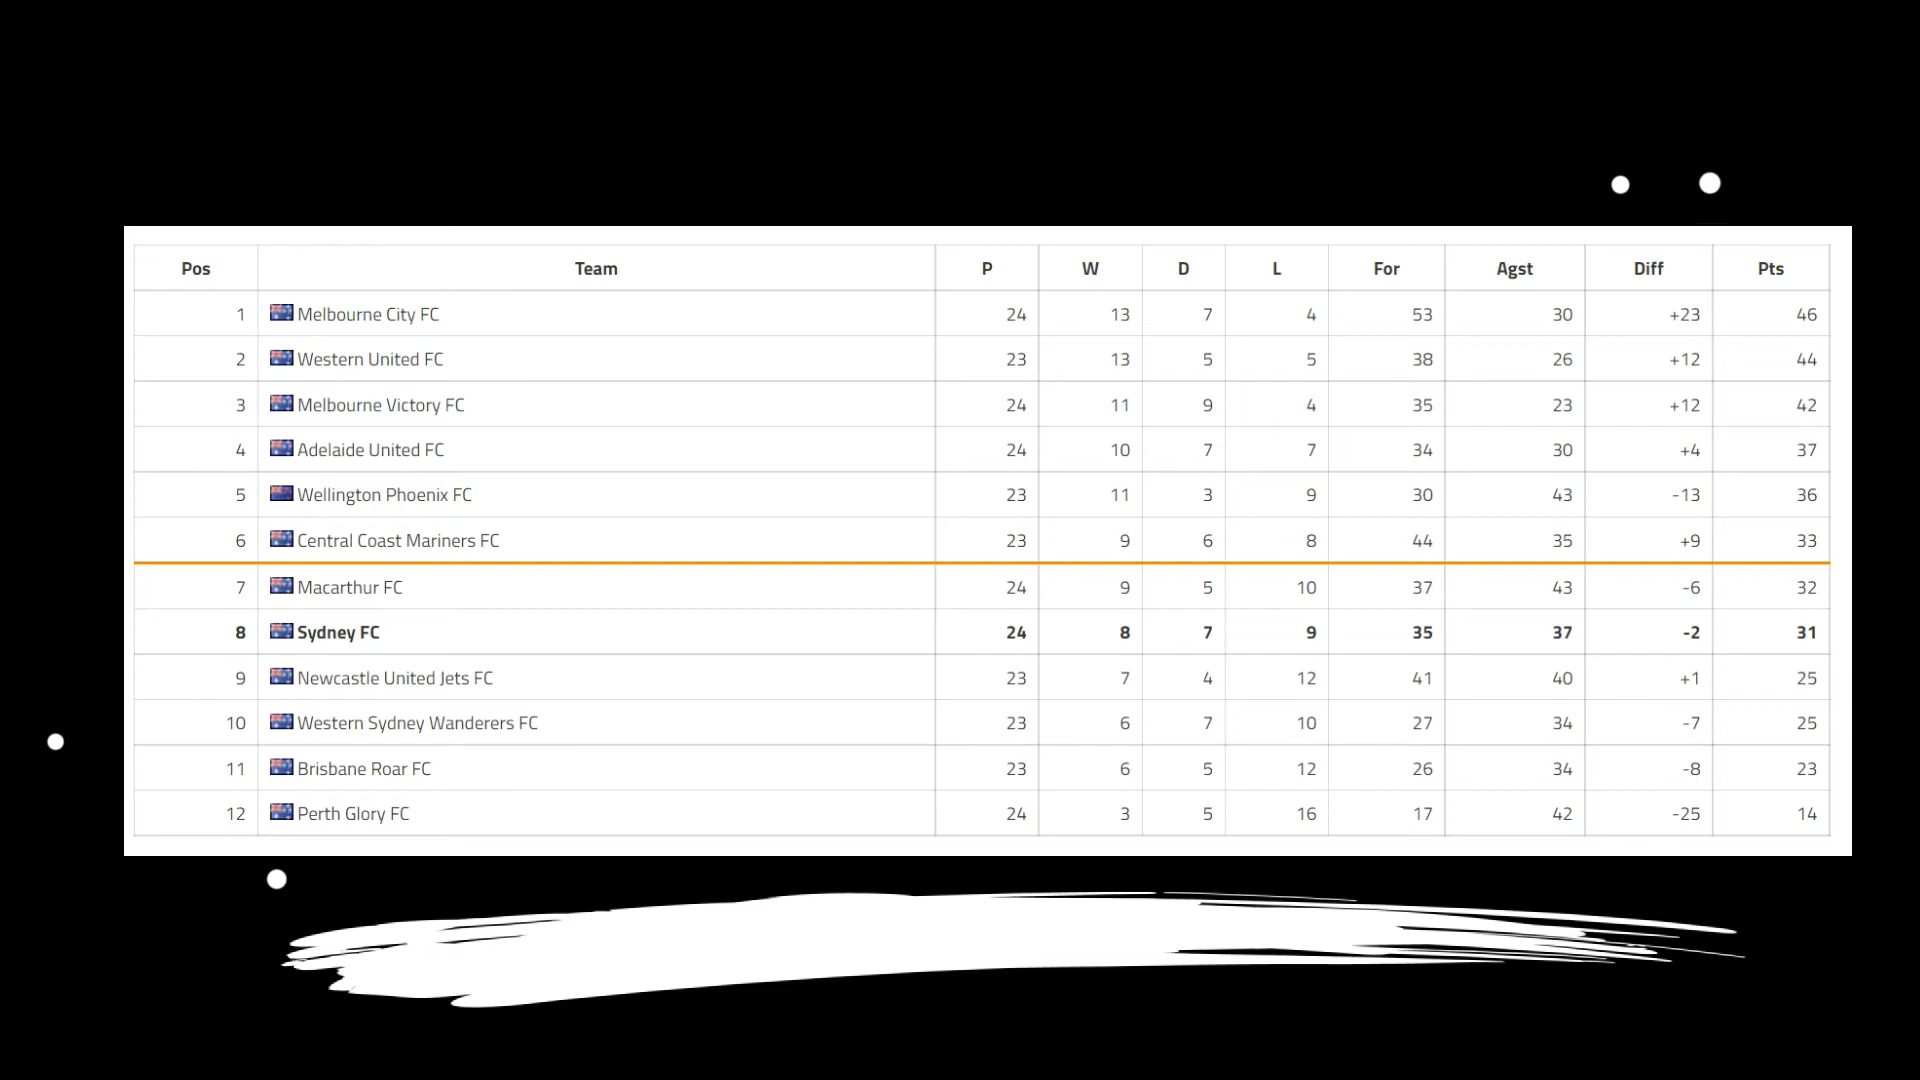 Pos Team P W D L For Agst Diff Pts
1 Melbourne City FC 24 13 7 4 53 30 +23 46
2 Western United FC 23 13 5 5 38 26 +12 44
3 Melbourne Victory FC 24 11 9 4 35 23 +12 42
4 Adelaide United FC 24 10 7 7 34 30 +4 37
5 Wellington Phoenix FC 23 11 3 9 30 43 -13 36
6 Central Coast Mariners FC 23 9 6 8 44 35 +9 33
7 Macarthur FC 24 9 5 10 37 43 -6 32
8 Sydney FC 24 8 7 9 35 37 -2 31
9 Newcastle United Jets FC 23 7 4 12 41 40 +1 25
10 Western Sydney Wanderers FC 23 6 7 10 27 34 -7 25
11 Brisbane Roar FC 23 6 5 12 26 34 -8 23
12 Perth Glory FC 24 3 5 16 17 42 -25 14